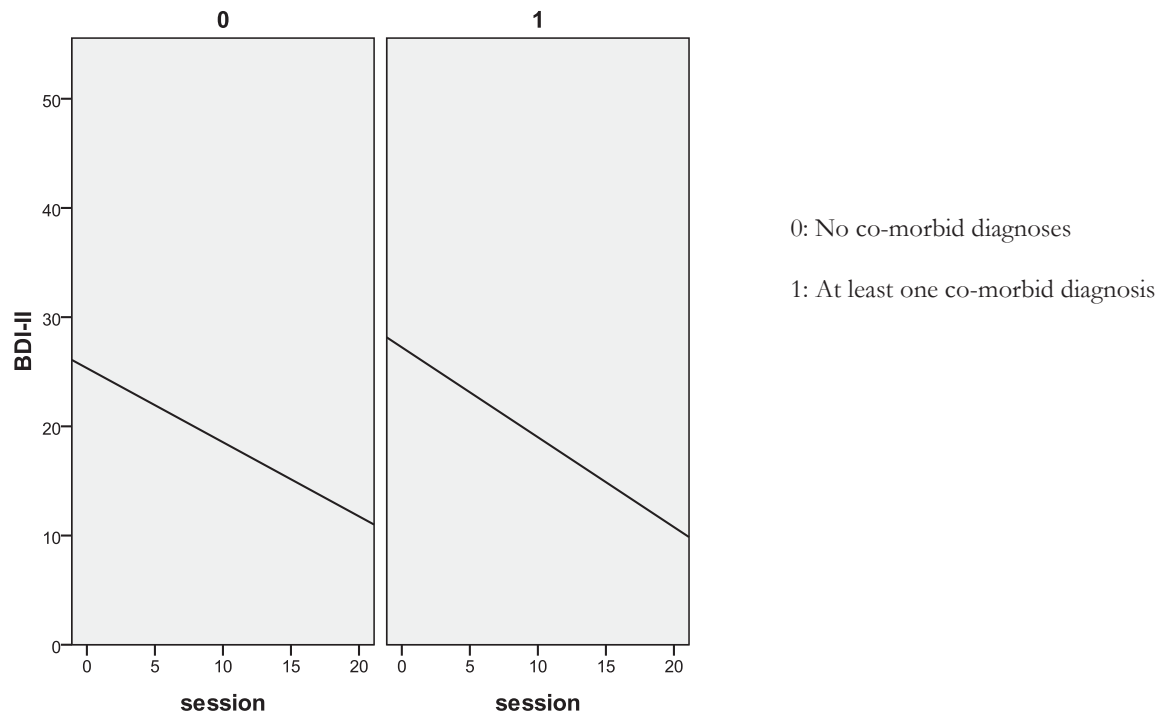 0
1
50
40
30
20
10
0
BDI-II
0 5 10 15 20
0 5 10 15 20
session
session
0: No co-morbid diagnoses
1: At least one co-morbid diagnosis